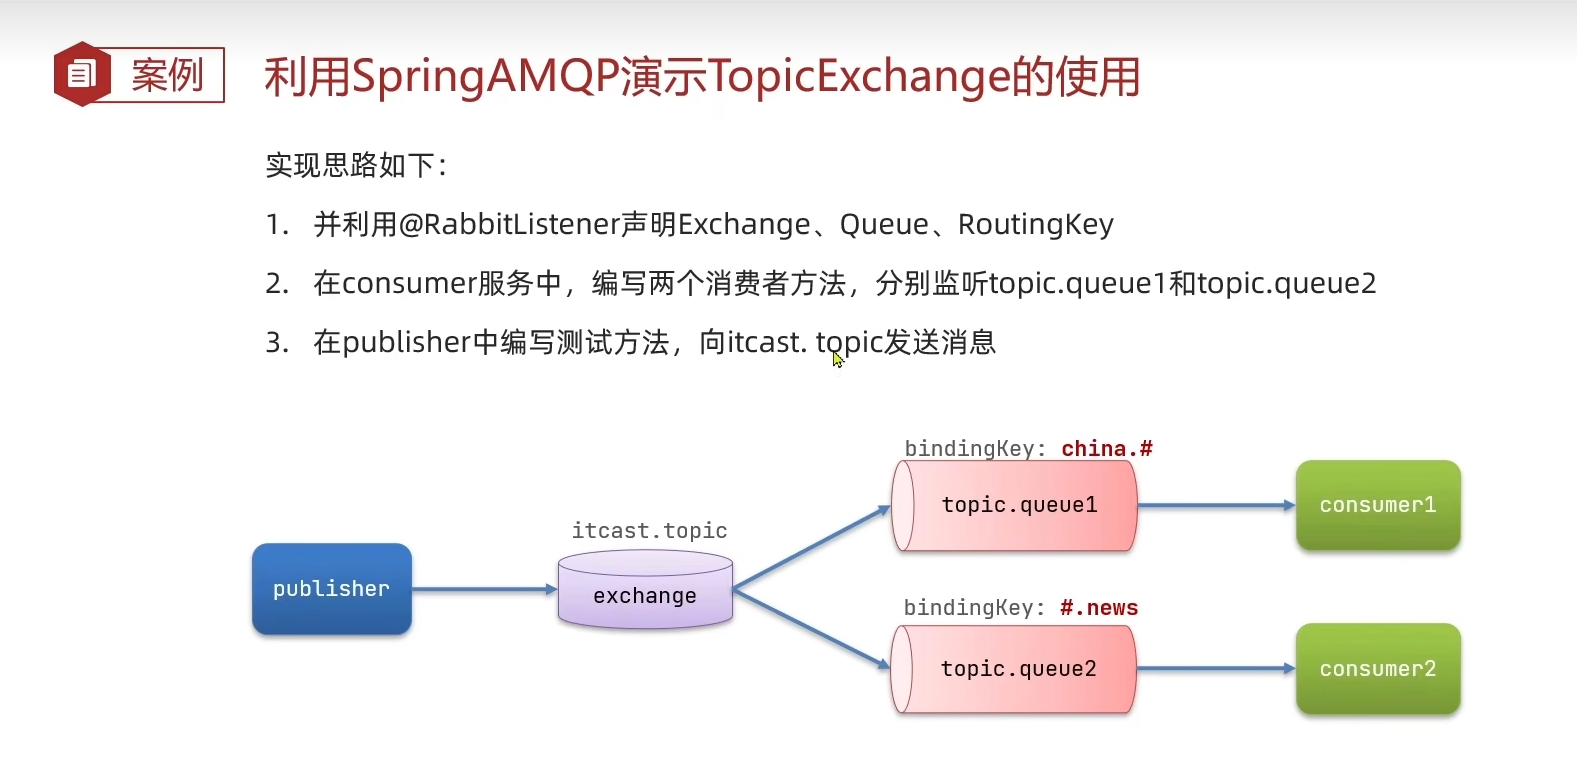 案例
利用SpringAMQP演示TopicExchange的使用
实现思路如下：
1. 并利用@RabbitListener声明Exchange、Queue、RoutingKey
2. 在consumer服务中，编写两个消费者方法，分别监听topic.queue1和topic.queue2
3. 在publisher中编写测试方法，向itcast. topic发送消息
bindingKey: china.#
topic.queue1
consumer1
itcast.topic
publisher
exchange
bindingKey: #.news
topic.queue2
consumer2